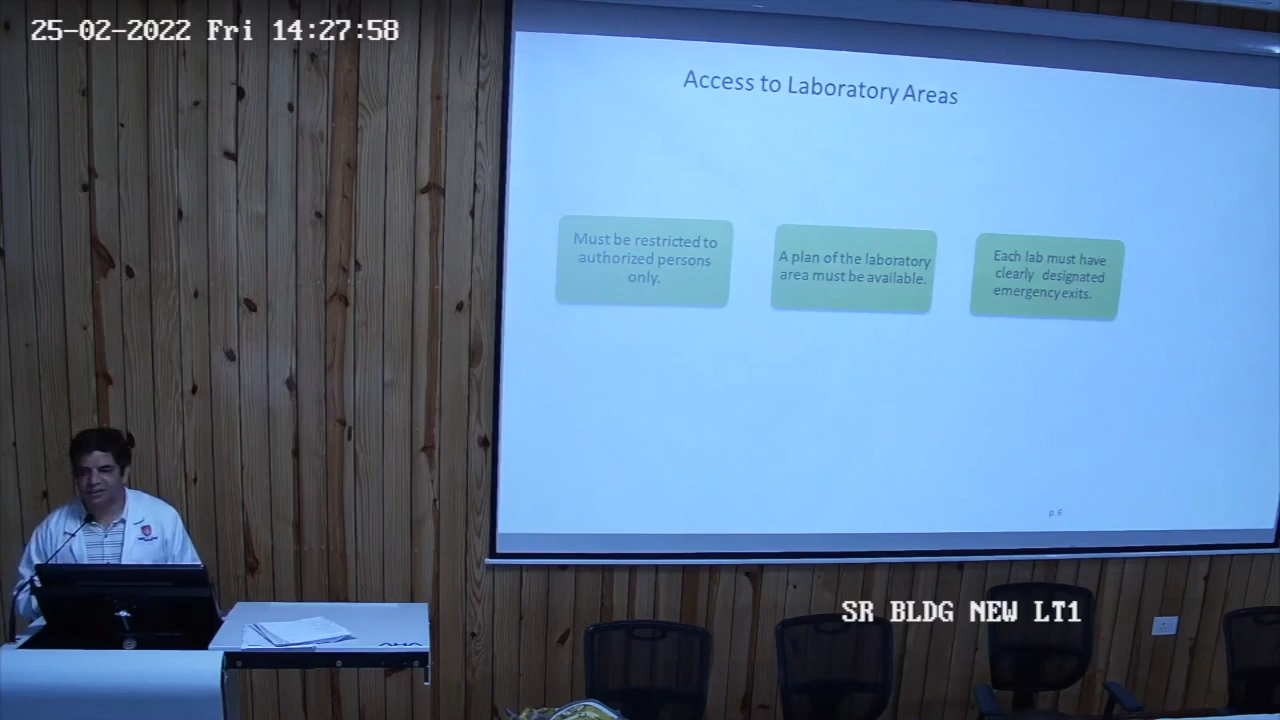 25-02-2022 Fri 14:27:58
Access to Laboratory Areas
Must be restricted to
authorized persons
only.
A plan of the laboratory
area must be available.
Each lab must have
clearly designated
emergency exits.
p.6
SR BLDG NEW LT1